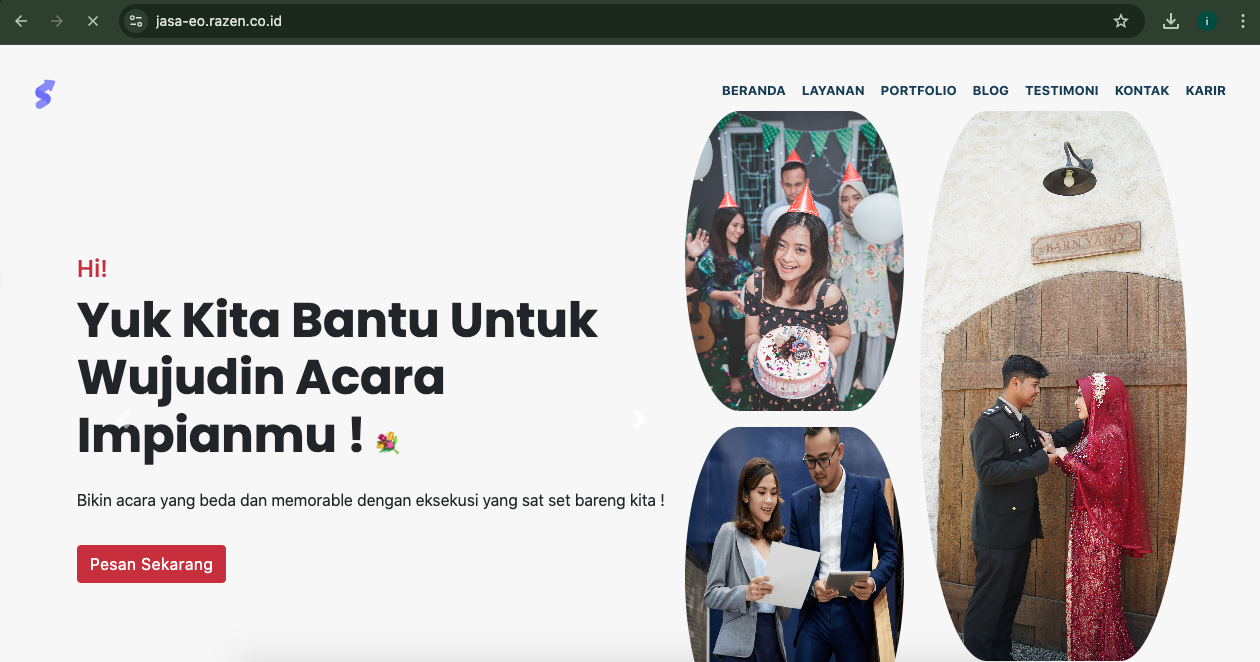 jasa-eo.razen.co.id
i
BERANDA LAYANAN PORTFOLIO BLOG TESTIMONI KONTAK KARIR
BARN YARD
Hi!
Yuk Kita Bantu Untuk
Wujudin Acara
Impianmu ! 💐
Bikin acara yang beda dan memorable dengan eksekusi yang sat set bareng kita !
Pesan Sekarang